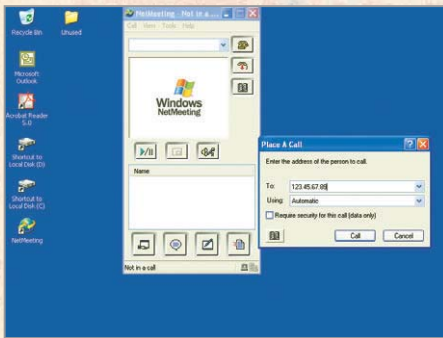 Recycle Bin
Unused
Microsoft
Outlook
Acrobat Reader
5.0
Shortcut to
Local Disk (D)
Shortcut to
Local Disk (C)
NetMeeting
NetMeeting - Not in a ...
Call View Tools Help
Windows
NetMeeting
Name
Not in a call
Place A Call
Enter the address of the person to call.
To: 123.45.67.89
Using: Automatic
Require security for this call (data only)
Call Cancel